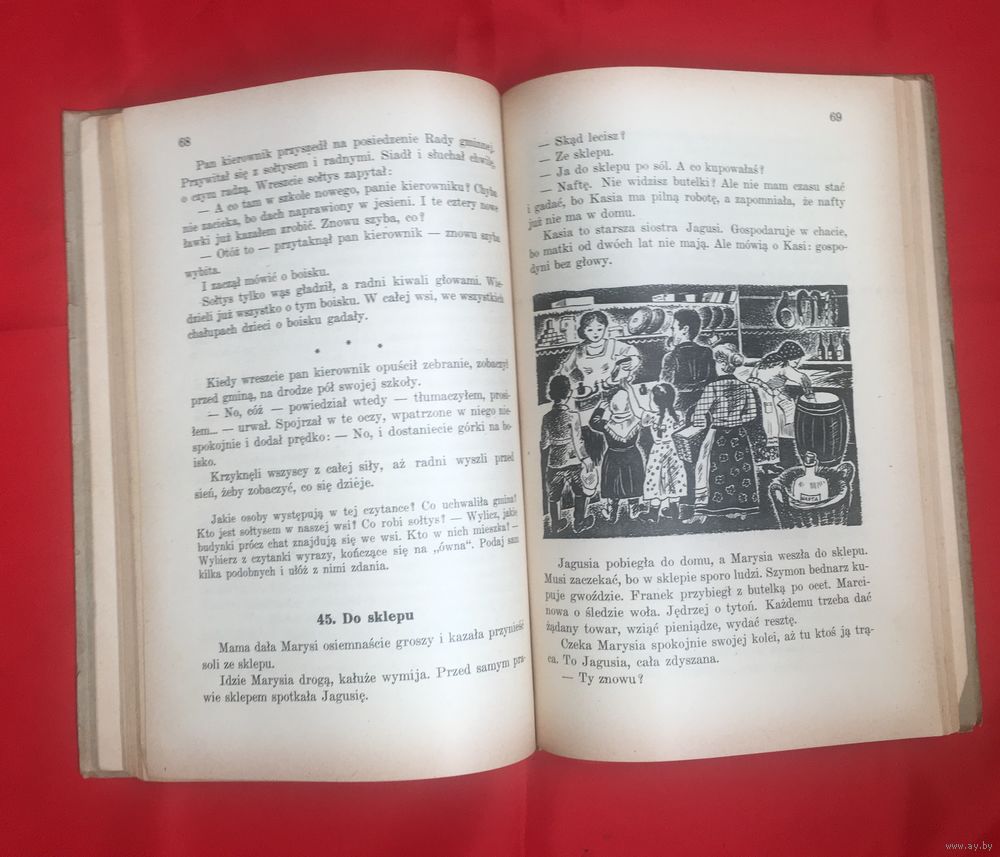 68
Pan kierownik przyszedł na posiedzenie Rady gminnej.
Przywitał się z sołtysem i radnymi. Siadł i słuchał chwilę,
o czym radzą. Wreszcie sołtys zapytał:
— A co tam w szkole nowego, panie kierowniku? Chyba
nie zacieka, bo dach naprawiony w jesieni. I te cztery nowe
ławki już kazałem zrobić. Znowu szyba, co?
— Otóż to — przytaknął pan kierownik — znowu szyba
wybita.
I zaczął mówić o boisku.
Sołtys tylko wąs gładził, a radni kiwali głowami. Wie-
dzieli już wszystko o tym boisku. W całej wsi, we wszystkich
chałupach dzieci o boisku gadały.
* * *
Kiedy wreszcie pan kierownik opuścił zebranie, zobaczył
przed gminą, na drodze pół swojej szkoły.
— No, cóż — powiedział wtedy — tłumaczyłem, prosi-
łem... — urwał. Spojrzał w te oczy, wpatrzone w niego nie-
spokojnie i dodał prędko: — No, i dostaniecie górki na bo-
isko.
Krzyknęli wszyscy z całej siły, aż radni wyszli przed
sień, żeby zobaczyć, co się dzieje.
Jakie osoby występują w tej czytance? Co uchwaliła gmina?
Kto jest sołtysem w naszej wsi? Co robi sołtys? — Wylicz, jakie
budynki prócz chat znajdują się we wsi. Kto w nich mieszka? —
Wybierz z czytanki wyrazy, kończące się na „ówna“. Podaj sam
kilka podobnych i ułóż z nimi zdania.
45. Do sklepu
Mama dała Marysi osiemnaście groszy i kazała przynieść
soli ze sklepu.
Idzie Marysia drogą, kałuże wymija. Przed samym pra-
wie sklepem spotkała Jagusię.
69
— Skąd lecisz?
— Ze sklepu.
— Ja do sklepu po sól. A co kupowałaś?
— Naftę. Nie widzisz butelki? Ale nie mam czasu stać
i gadać, bo Kasia ma pilną robotę, a zapomniała, że nafty
już nie ma w domu.
Kasia to starsza siostra Jagusi. Gospodaruje w chacie,
bo matki od dwóch lat nie mają. Ale mówią o Kasi: gospo-
dyni bez głowy.
NAFTA
Jagusia pobiegła do domu, a Marysia weszła do sklepu.
Musi zaczekać, bo w sklepie sporo ludzi. Szymon bednarz ku-
puje gwoździe. Franek przybiegł z butelką po ocet. Marci-
nowa o śledzie woła. Jędrzej o tytoń. Każdemu trzeba dać
żądany towar, wziąć pieniądze, wydać resztę.
Czeka Marysia spokojnie swojej kolei, aż tu ktoś ją trą-
ca. To Jagusia, cała zdyszana.
— Ty znowu?
www.ay.by